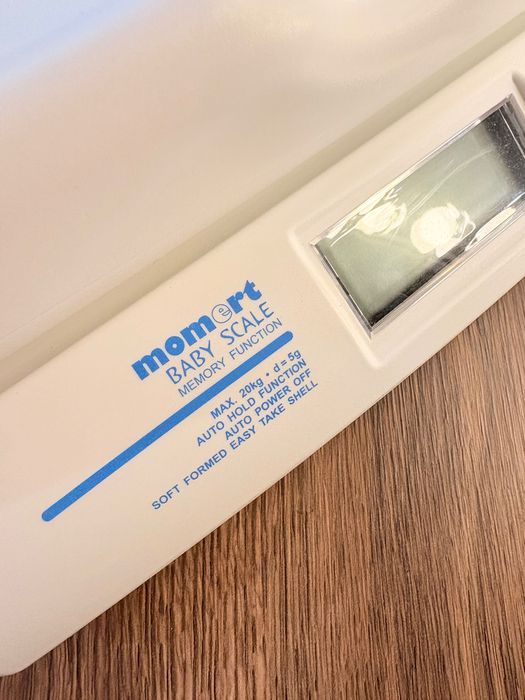 momert
BABY SCALE
MEMORY FUNCTION
MAX. 20kg • d = 5g
AUTO HOLD FUNCTION
AUTO POWER OFF
SOFT FORMED EASY TAKE SHELL